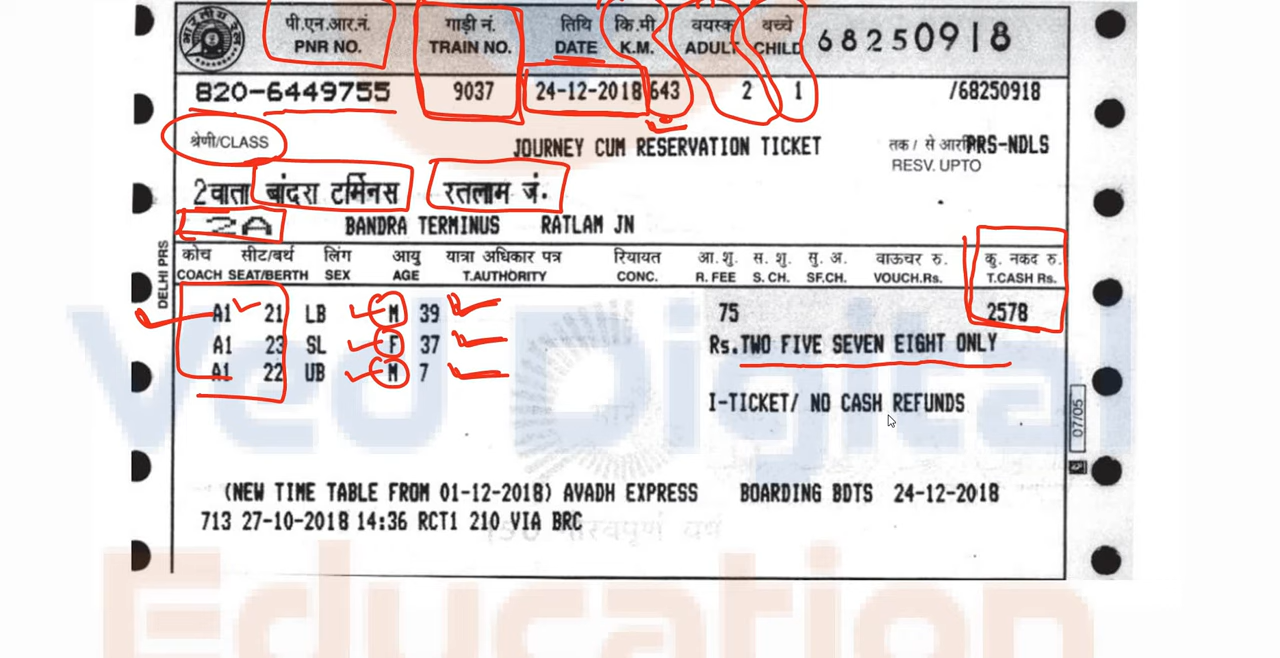 भारतीय रेल
पी.एन.आर.नं. गाड़ी नं. तिथि कि.मी. वयस्क बच्चे 68250918
PNR NO. TRAIN NO. DATE K.M. ADULT CHILD
820-6449755 9037 24-12-2018 643 2 1 /68250918
श्रेणी/CLASS JOURNEY CUM RESERVATION TICKET तक / से PRS-NDLS
RESV. UPTO
2वाता बांदरा टर्मिनस रतलाम जं.
2A BANDRA TERMINUS RATLAM JN
DELHI PRS
कोच सीट/बर्थ लिंग आयु यात्रा अधिकार पत्र रियायत आ.शु. स.शु. सु.अ. वाऊचर रु. कु. नकद रु.
COACH SEAT/BERTH SEX AGE T.AUTHORITY CONC. R.FEE S.CH. SF.CH. VOUCH.Rs. T.CASH Rs.
A1 21 LB M 39 75 2578
A1 23 SL F 37 Rs.TWO FIVE SEVEN EIGHT ONLY
A1 22 UB M 7
I-TICKET/ NO CASH REFUNDS
07/05
(NEW TIME TABLE FROM 01-12-2018) AVADH EXPRESS BOARDING BDTS 24-12-2018
713 27-10-2018 14:36 RCT1 210 VIA BRC
Ved Digital
Education